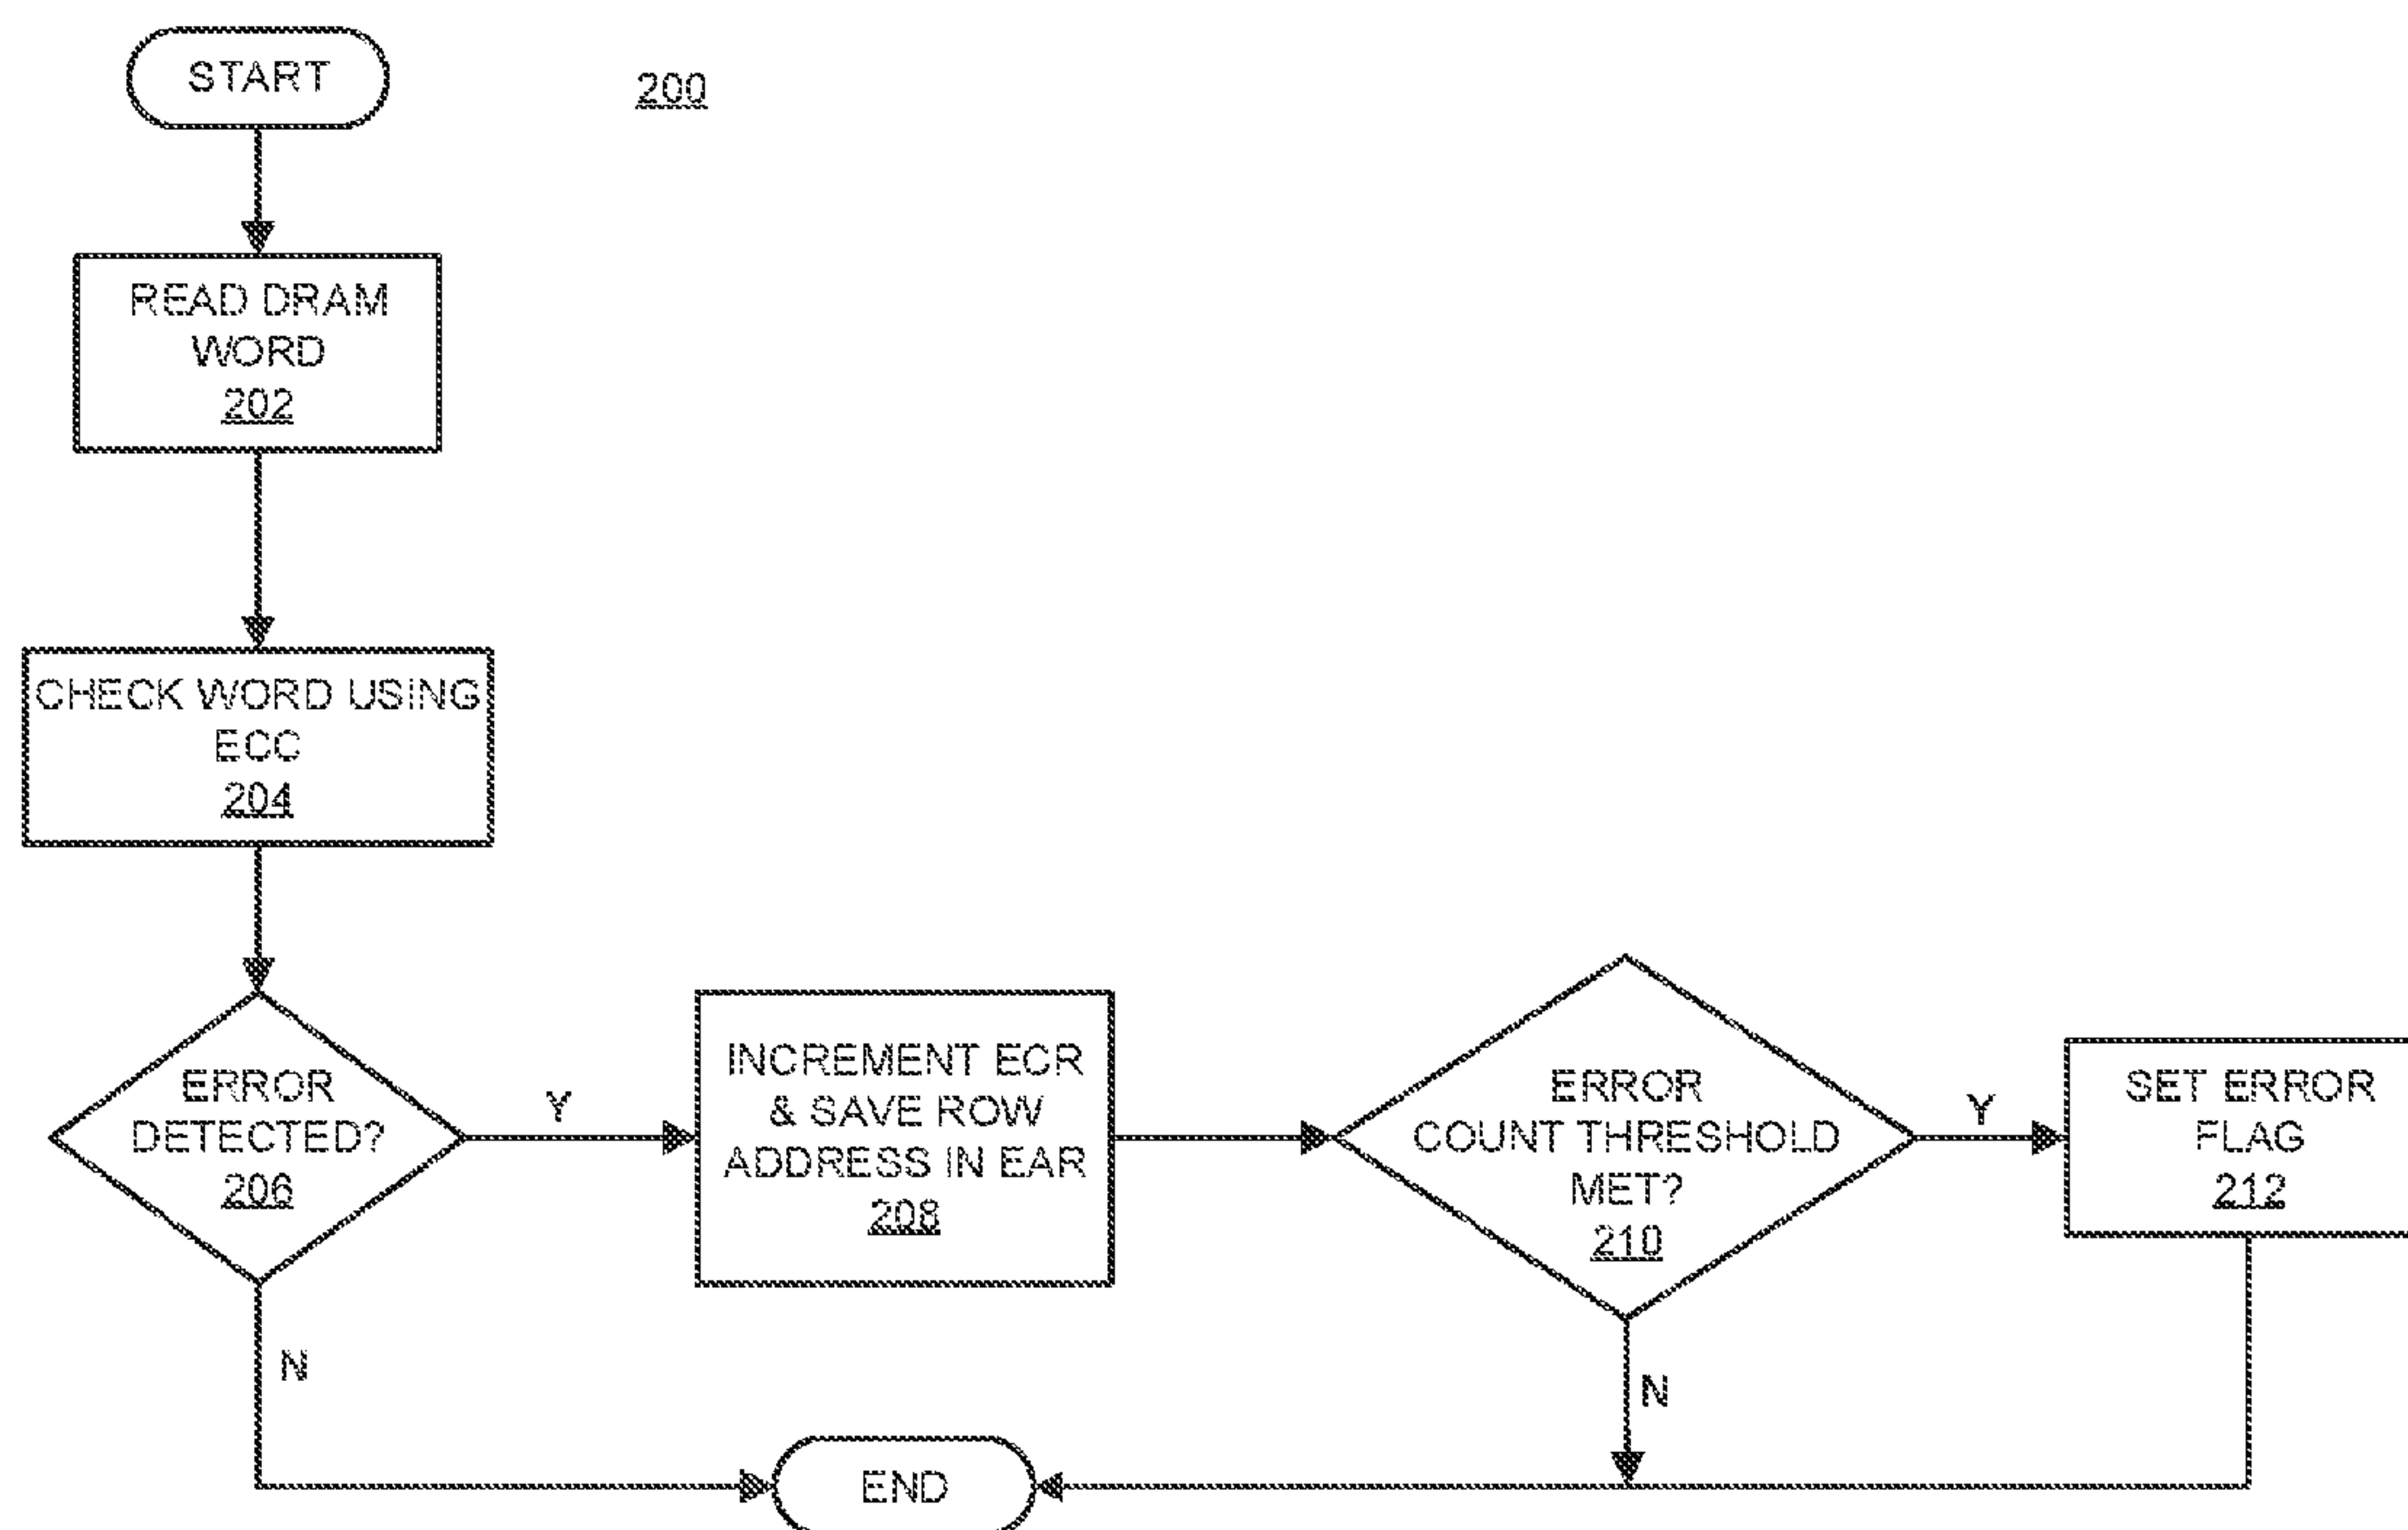 START
200
READ DRAM
WORD
202
CHECK WORD USING
ECC
204
ERROR
DETECTED?
206
Y
N
INCREMENT ECR
& SAVE ROW
ADDRESS IN EAR
208
ERROR
COUNT THRESHOLD
MET?
210
Y
N
SET ERROR
FLAG
212
END